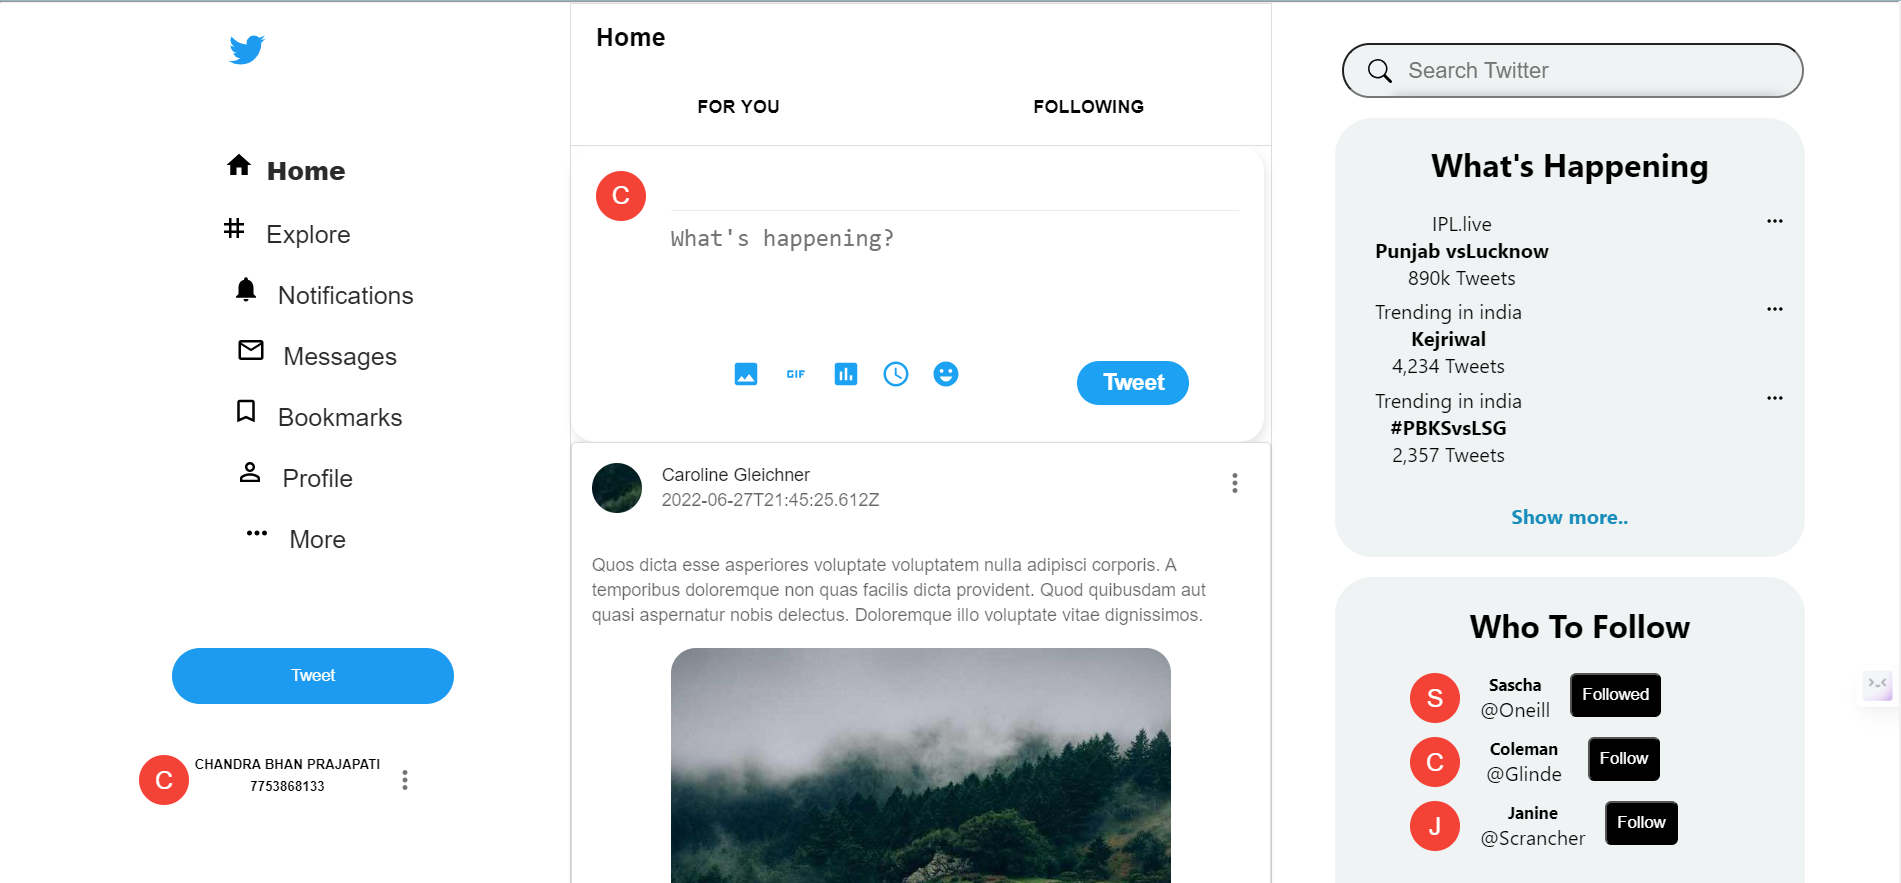 Home
Explore
Notifications
Messages
Bookmarks
Profile
More
Tweet
C
CHANDRA BHAN PRAJAPATI
7753868133
Home
FOR YOU
FOLLOWING
C
What's happening?
GIF
Tweet
Caroline Gleichner
2022-06-27T21:45:25.612Z
Quos dicta esse asperiores voluptate voluptatem nulla adipisci corporis. A
temporibus doloremque non quas facilis dicta provident. Quod quibusdam aut
quasi aspernatur nobis delectus. Doloremque illo voluptate vitae dignissimos.
Search Twitter
What's Happening
IPL.live
Punjab vsLucknow
890k Tweets
Trending in india
Kejriwal
4,234 Tweets
Trending in india
#PBKSvsLSG
2,357 Tweets
Show more..
Who To Follow
S
Sascha
@Oneill
Followed
C
Coleman
@Glinde
Follow
J
Janine
@Scrancher
Follow